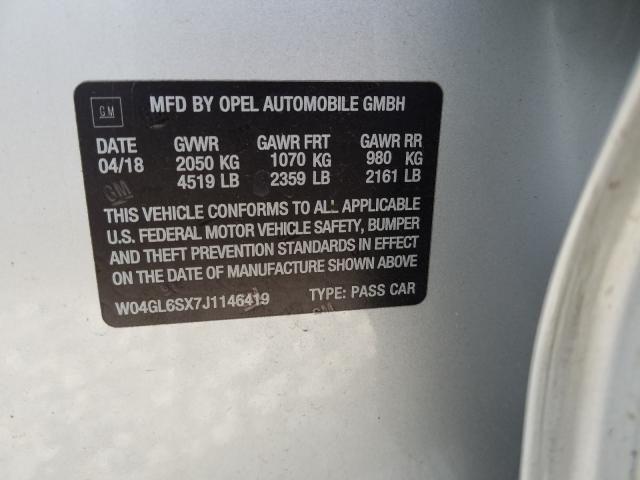 GM MFD BY OPEL AUTOMOBILE GMBH
DATE GVWR GAWR FRT GAWR RR
04/18 2050 KG 1070 KG 980 KG
4519 LB 2359 LB 2161 LB
THIS VEHICLE CONFORMS TO ALL APPLICABLE
U.S. FEDERAL MOTOR VEHICLE SAFETY, BUMPER
AND THEFT PREVENTION STANDARDS IN EFFECT
ON THE DATE OF MANUFACTURE SHOWN ABOVE
W04GL6SX7J1146419 TYPE: PASS CAR